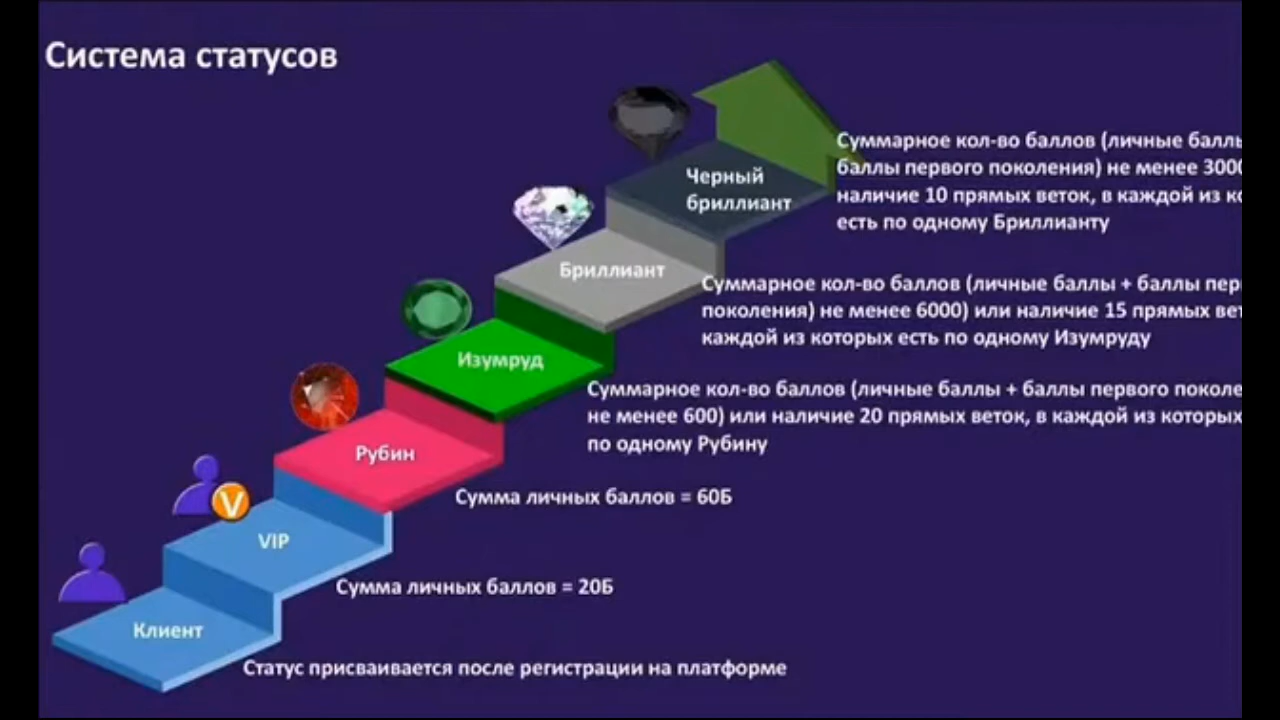 Система статусов
Суммарное кол-во баллов (личные баллы
баллы первого поколения) не менее 3000
наличие 10 прямых веток, в каждой из
есть по одному Бриллианту
Черный
бриллиант
Бриллиант
Суммарное кол-во баллов (личные баллы + баллы
поколения) не менее 6000) или наличие 15 прямых
каждой из которых есть по одному Изумруду
Изумруд
Суммарное кол-во баллов (личные баллы + баллы первого
не менее 600) или наличие 20 прямых веток, в каждой из которых
по одному Рубину
Рубин
Сумма личных баллов = 60Б
V
VIP
Сумма личных баллов = 20Б
Клиент
Статус присваивается после регистрации на платформе